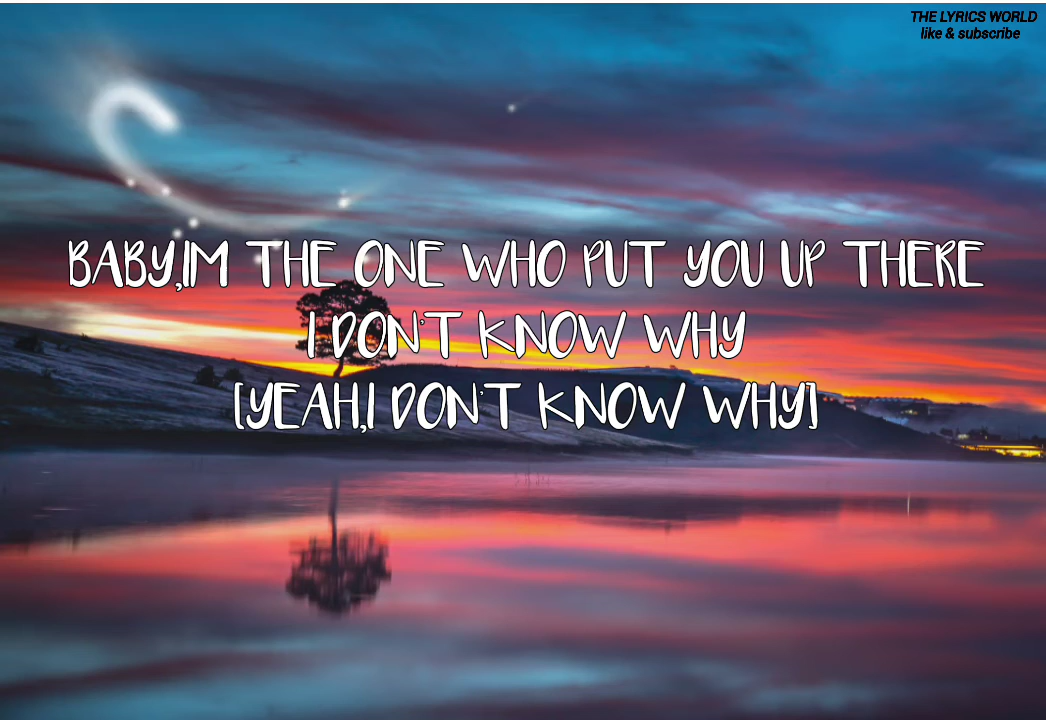 THE LYRICS WORLD
like & subscribe
BABY,IM THE ONE WHO PUT YOU UP THERE
I DON'T KNOW WHY
[YEAH,I DON'T KNOW WHY]